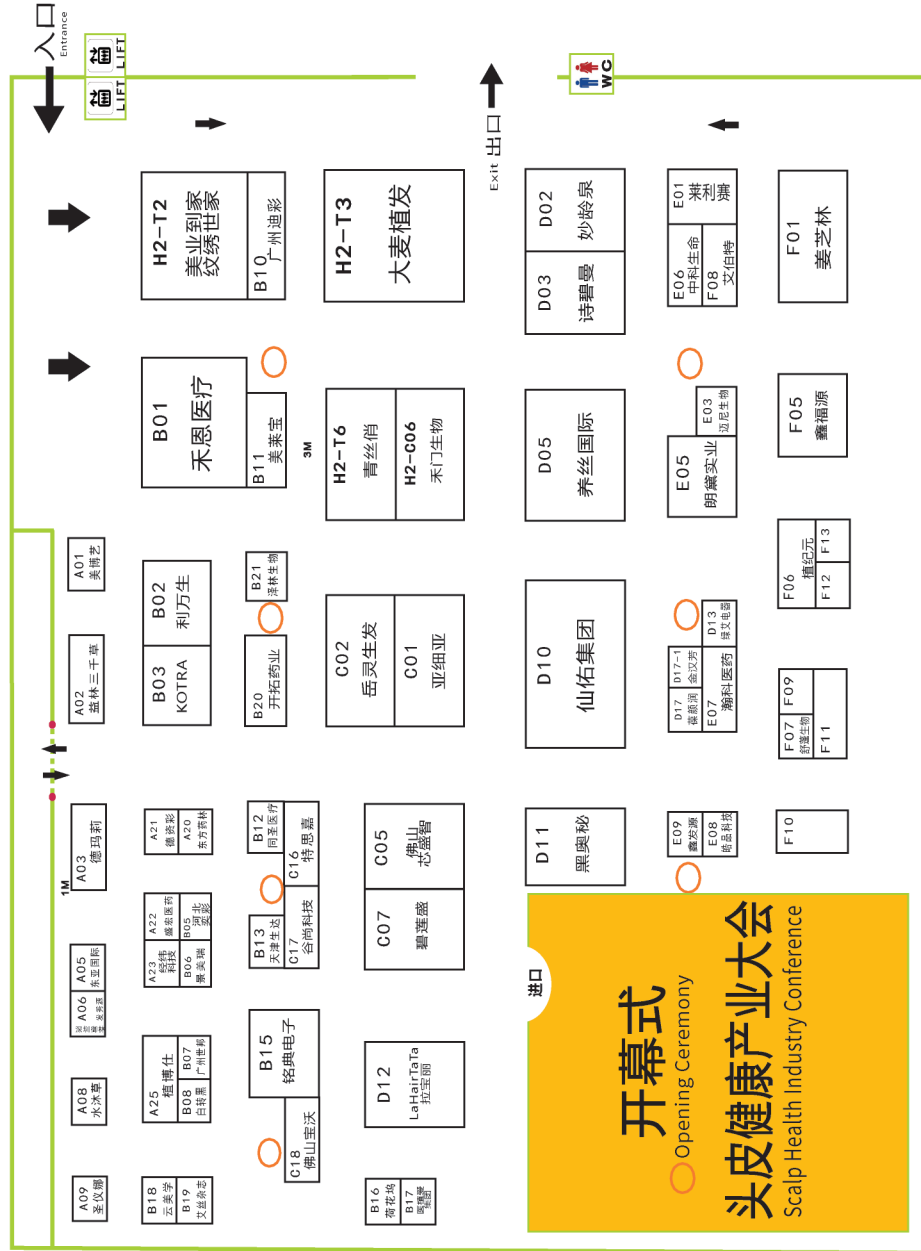 入口
Entrance
LIFT
LIFT
Exit 出口
WC
H2-T2
美业到家
纹绣世家
B10
广州迪彩
H2-T3
大麦植发
D02
妙龄泉
D03
诗碧曼
E01
E06
中科生命
F08
艾伯特
F01
姜芝林
B01
禾恩医疗
B11
美莱宝
3M
H2-T6
青丝俏
H2-C06
禾门生物
D05
养丝国际
E03
迈尼生物
E05
朗黛实业
F05
鑫福源
A01
美博艺
A02
益林三千草
B02
利万生
B03
KOTRA
B21
泽林生物
B20
开拓药业
C02
岳灵生发
C01
亚细亚
D10
仙佑集团
D17-1
金汉芳
D17
葆颜润
D13
绿艾电器
E07
瀚科医药
F06
植纪元
F13
F12
F09
F07
舒蓬生物
F11
1M
A03
德玛莉
A21
德瓷彩
A20
东方药林
B12
同圣医疗
C16
特思嘉
C05
佛山
芯盛智
D11
黑奥秘
E09
鑫发源
E08
皓品科技
F10
A05
东亚国际
A06
发务源
A22
盛宏医药
B05
河北
奕彩
A23
经纬
科技
B06
景美瑞
B13
天津生达
C17
谷尚科技
C07
碧莲盛
A08
水沐草
A25
植博仕
B07
广州世邦
B08
白转黑
B15
铭典电子
C18
佛山宝沃
D12
LaHairTaTa
拉宝丽
A09
圣仪娜
B18
云美学
B19
艾丝杂志
B16
荷花坞
B17
集团
进口
开幕式
Opening Ceremony
头皮健康产业大会
Scalp Health Industry Conference